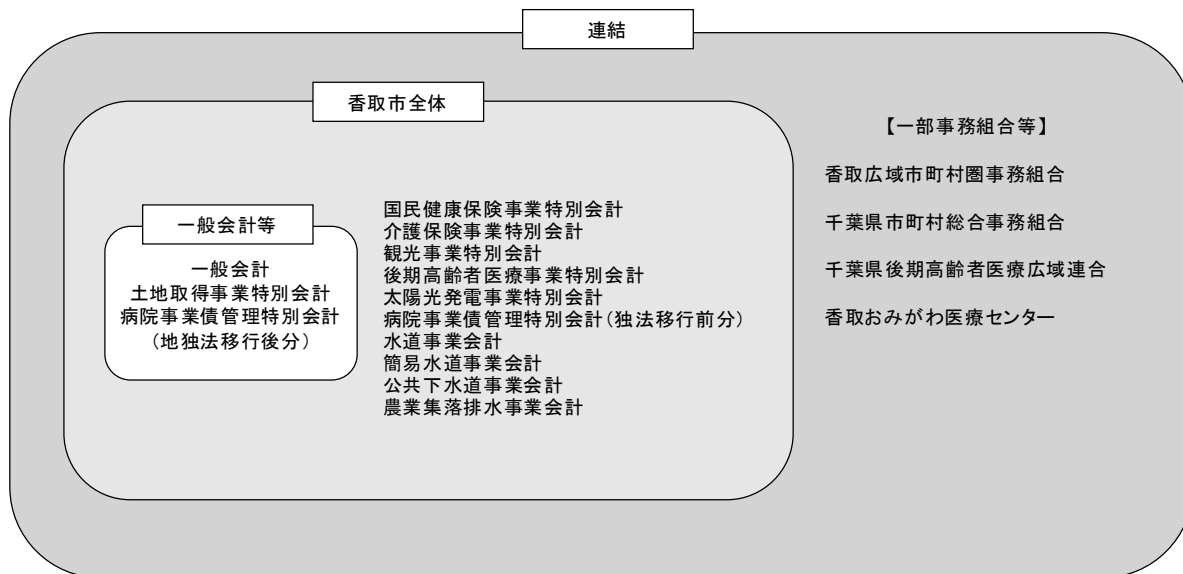 連結
香取市全体
【一部事務組合等】
香取広域市町村圏事務組合
千葉県市町村総合事務組合
千葉県後期高齢者医療広域連合
香取おみがわ医療センター
一般会計等
一般会計
土地取得事業特別会計
病院事業債管理特別会計
（地独法移行後分）
国民健康保険事業特別会計
介護保険事業特別会計
観光事業特別会計
後期高齢者医療事業特別会計
太陽光発電事業特別会計
病院事業債管理特別会計（独法移行前分）
水道事業会計
簡易水道事業会計
公共下水道事業会計
農業集落排水事業会計